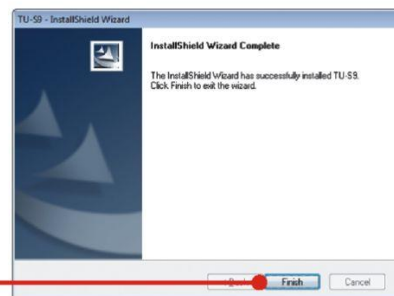 TU-S9 - InstallShield Wizard
InstallShield Wizard Complete
The InstallShield Wizard has successfully installed TU-S9.
Click Finish to exit the wizard.
Finish
Cancel